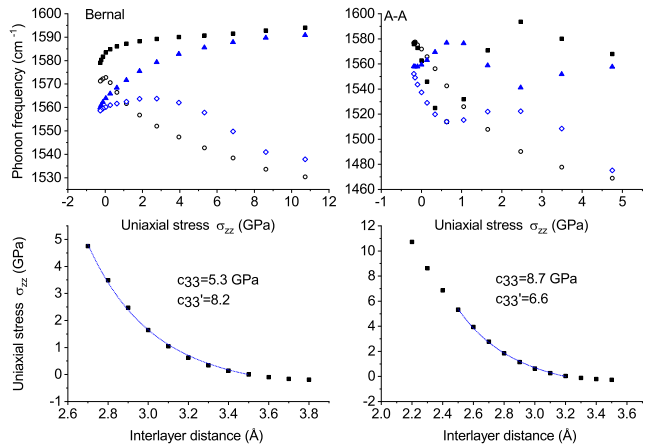 Bernal
A-A
1600
1590
1580
1570
1560
1550
1540
1530
Phonon frequency (cm⁻¹)
-2 0 2 4 6 8 10 12
Uniaxial stress σzz (GPa)
1600
1580
1560
1540
1520
1500
1480
1460
0 1 2 3 4 5
Uniaxial stress σzz (GPa)
5
4
3
2
1
0
-1
Uniaxial stress σzz (GPa)
c33=5.3 GPa
c33'=8.2
2.6 2.8 3.0 3.2 3.4 3.6 3.8 4.0
Interlayer distance (Å)
12
10
8
6
4
2
0
-2
c33=8.7 GPa
c33'=6.6
2.0 2.2 2.4 2.6 2.8 3.0 3.2 3.4 3.6
Interlayer distance (Å)